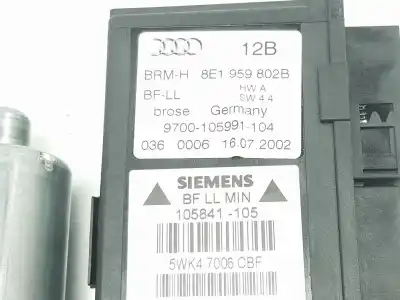 12B
BRM-H 8E1 959 802B
BF-LL HW A
SW 4.4
brose Germany
9700-105991-104
036 0006 16.07.2002
SIEMENS
BF LL MIN
105841-105
5WK4 7006 CBF